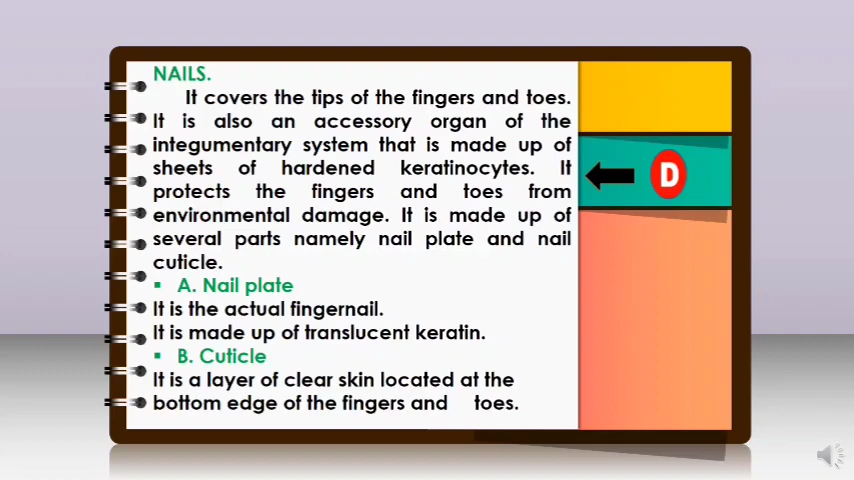 NAILS.
It covers the tips of the fingers and toes.
It is also an accessory organ of the
integumentary system that is made up of
sheets of hardened keratinocytes. It
protects the fingers and toes from
environmental damage. It is made up of
several parts namely nail plate and nail
cuticle.
▪ A. Nail plate
It is the actual fingernail.
It is made up of translucent keratin.
▪ B. Cuticle
It is a layer of clear skin located at the
bottom edge of the fingers and toes.
D